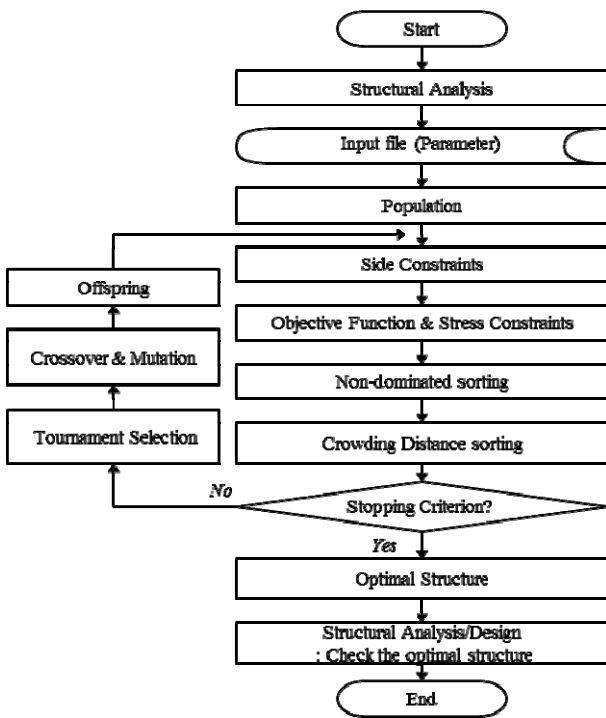 Start
Structural Analysis
Input file (Parameter)
Population
Side Constraints
Objective Function & Stress Constraints
Non-dominated sorting
Crowding Distance sorting
Stopping Criterion?
No
Tournament Selection
Crossover & Mutation
Offspring
Yes
Optimal Structure
Structural Analysis/Design
: Check the optimal structure
End